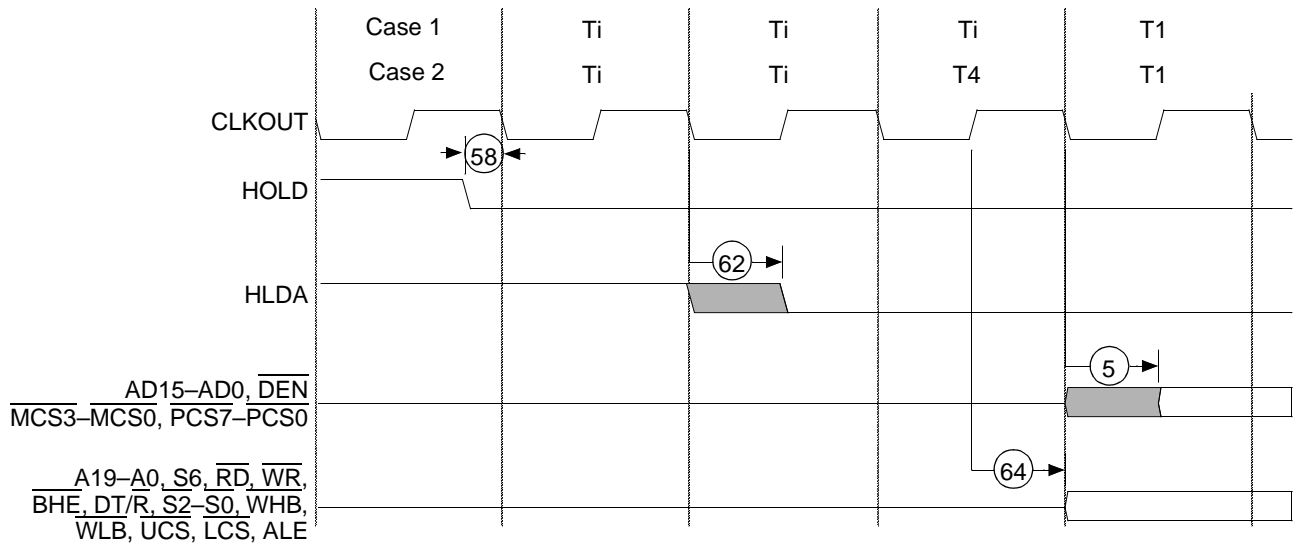 Case 1 Ti Ti Ti T1
Case 2 Ti Ti T4 T1
CLKOUT
58
HOLD
62
HLDA
5
AD15–AD0, DEN
MCS3–MCS0, PCS7–PCS0
64
A19–A0, S6, RD, WR,
BHE, DT/R, S2–S0, WHB,
WLB, UCS, LCS, ALE